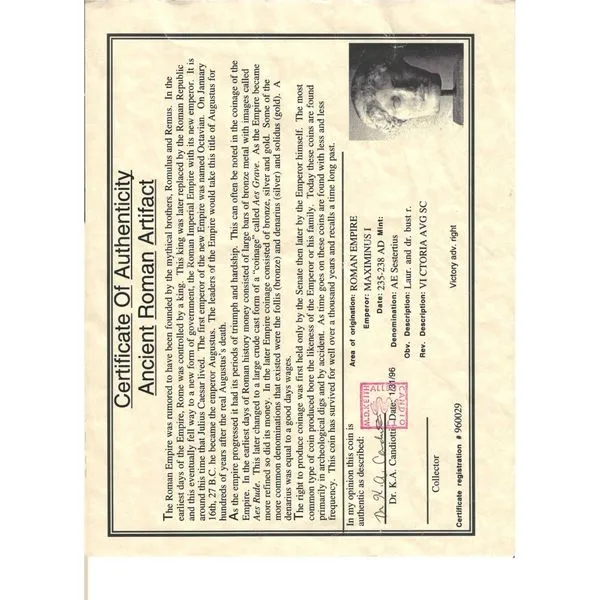 Certificate Of Authenticity
Ancient Roman Artifact
The Roman Empire was rumored to have been founded by the mythical brothers, Romulus and Remus. In the
earliest days of the Empire, Rome was controlled by a king. This king was later replaced by the Roman Republic
and this eventually fell way to a new form of government, the Roman Imperial Empire with its new emperor. It is
around this time that Julius Caesar lived. The first emperor of the new Empire was named Octavian. On January
16th, 27 B.C. he became the emperor Augustus. The leaders of the Empire would take this title of Augustus for
hundreds of years after the real Augustus's death.
As the empire progressed it had its periods of triumph and hardship. This can often be noted in the coinage of the
Empire. In the earliest days of Roman history money consisted of large bars of bronze metal with images called
Aes Rude. This later changed to a large crude cast form of a "coinage" called Aes Grave. As the Empire became
more refined so did its money. In the later Empire coinage consisted of bronze, silver and gold. Some of the
more common denominations that existed were the follis (bronze) and denarius (silver) and solidus (gold). A
denarius was equal to a good days wages.
The right to produce coinage was first held only by the Senate then later by the Emperor himself. The most
common type of coin produced bore the likeness of the Emperor or his family. Today these coins are found
primarily in archeological digs and by accident. As time goes on these coins are found with less and less
frequency. This coin has survived for well over a thousand years and recalls a time long past.
In my opinion this coin is
authentic as described:
Dr. K.A. Candiotti Date: 1/31/96
CANDIOTTI
Collector
Certificate registration # 960029
Area of origination: ROMAN EMPIRE
Emperor: MAXIMINUS I
Date: 235-238 AD Mint:
Denomination: AE Sestertius
Obv. Description: Laur. and dr. bust r.
Rev. Description: VICTORIA AVG SC
Victory adv. right